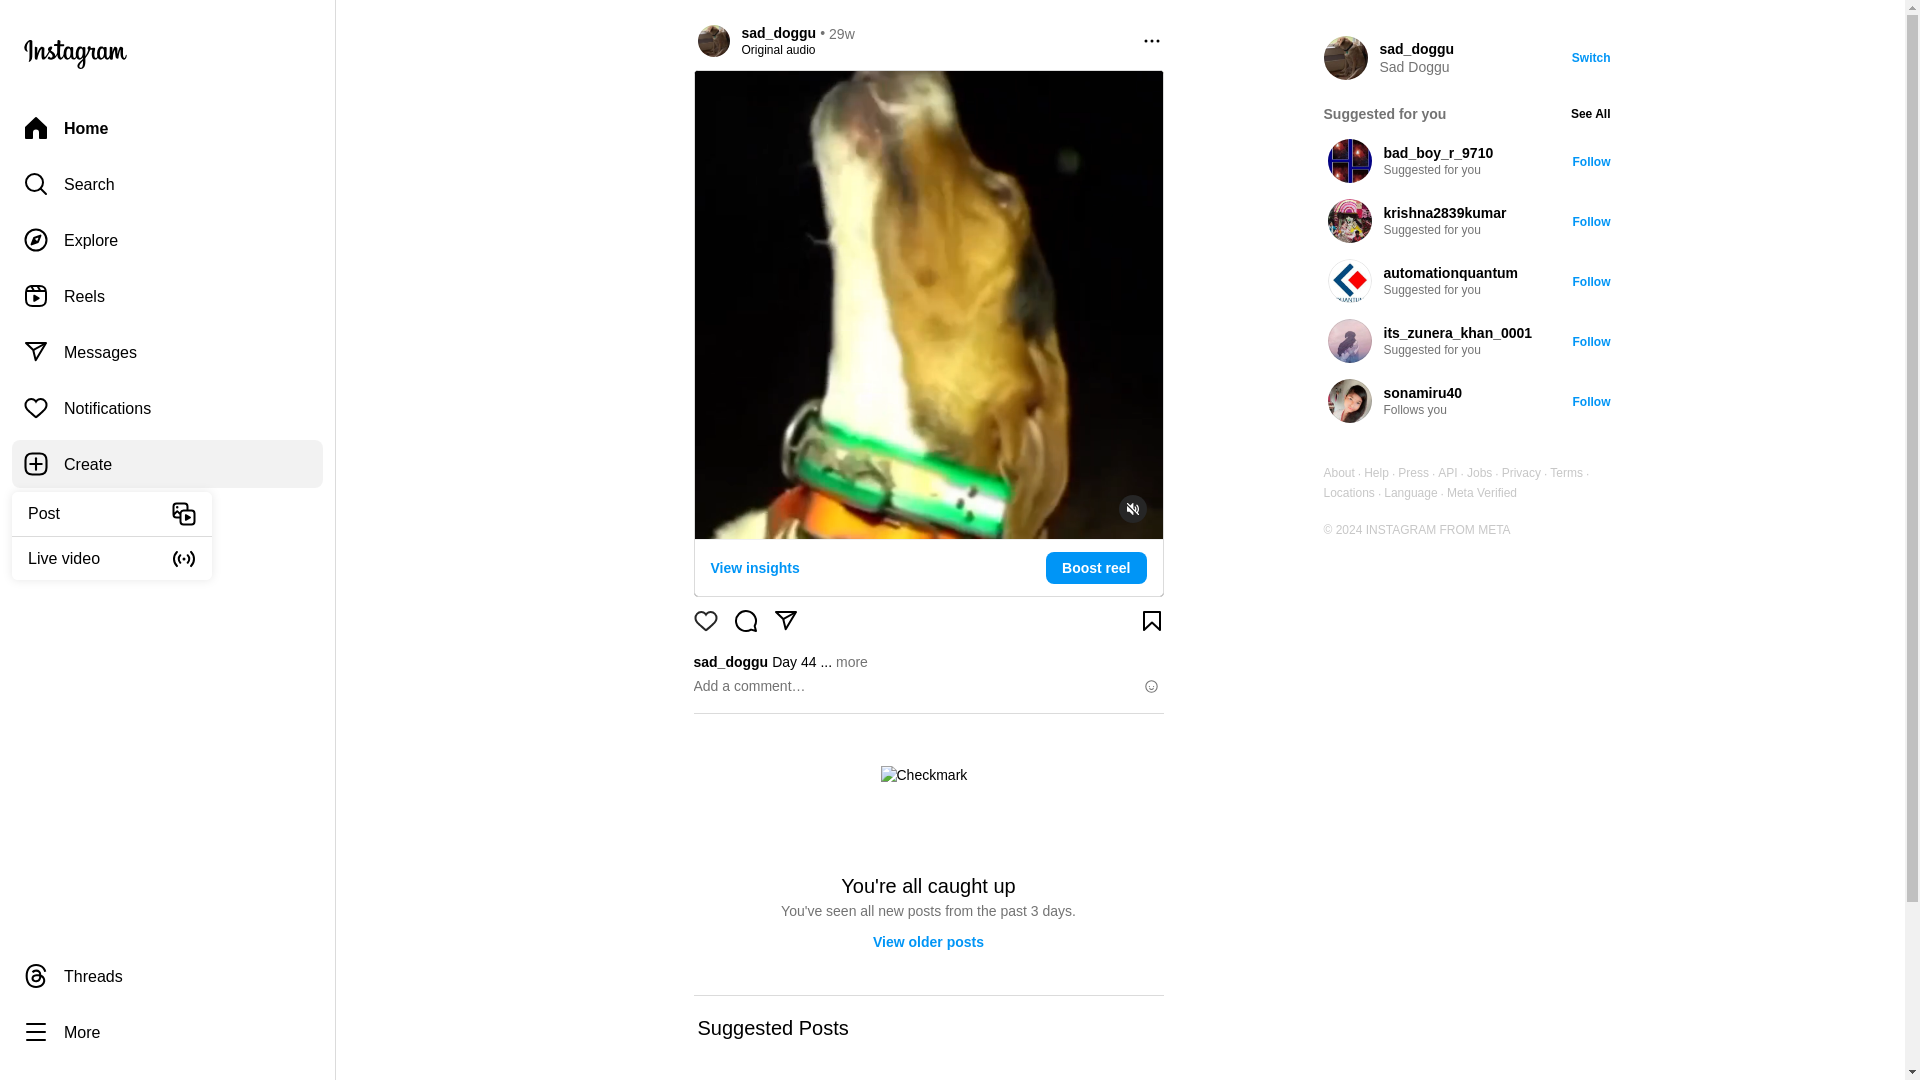 Instagram
Home
Search
Explore
Reels
Messages
Notifications
Create
Post
Live video
Threads
More
sad_doggu • 29w
Original audio
View insights
Boost reel
sad_doggu Day 44 ... more
Add a comment…
Checkmark
You're all caught up
You've seen all new posts from the past 3 days.
View older posts
Suggested Posts
sad_doggu
Sad Doggu
Switch
Suggested for you
See All
bad_boy_r_9710
Suggested for you
Follow
krishna2839kumar
Suggested for you
Follow
automationquantum
Suggested for you
Follow
its_zunera_khan_0001
Suggested for you
Follow
sonamiru40
Follows you
Follow
About · Help · Press · API · Jobs · Privacy · Terms ·
Locations · Language · Meta Verified
© 2024 INSTAGRAM FROM META